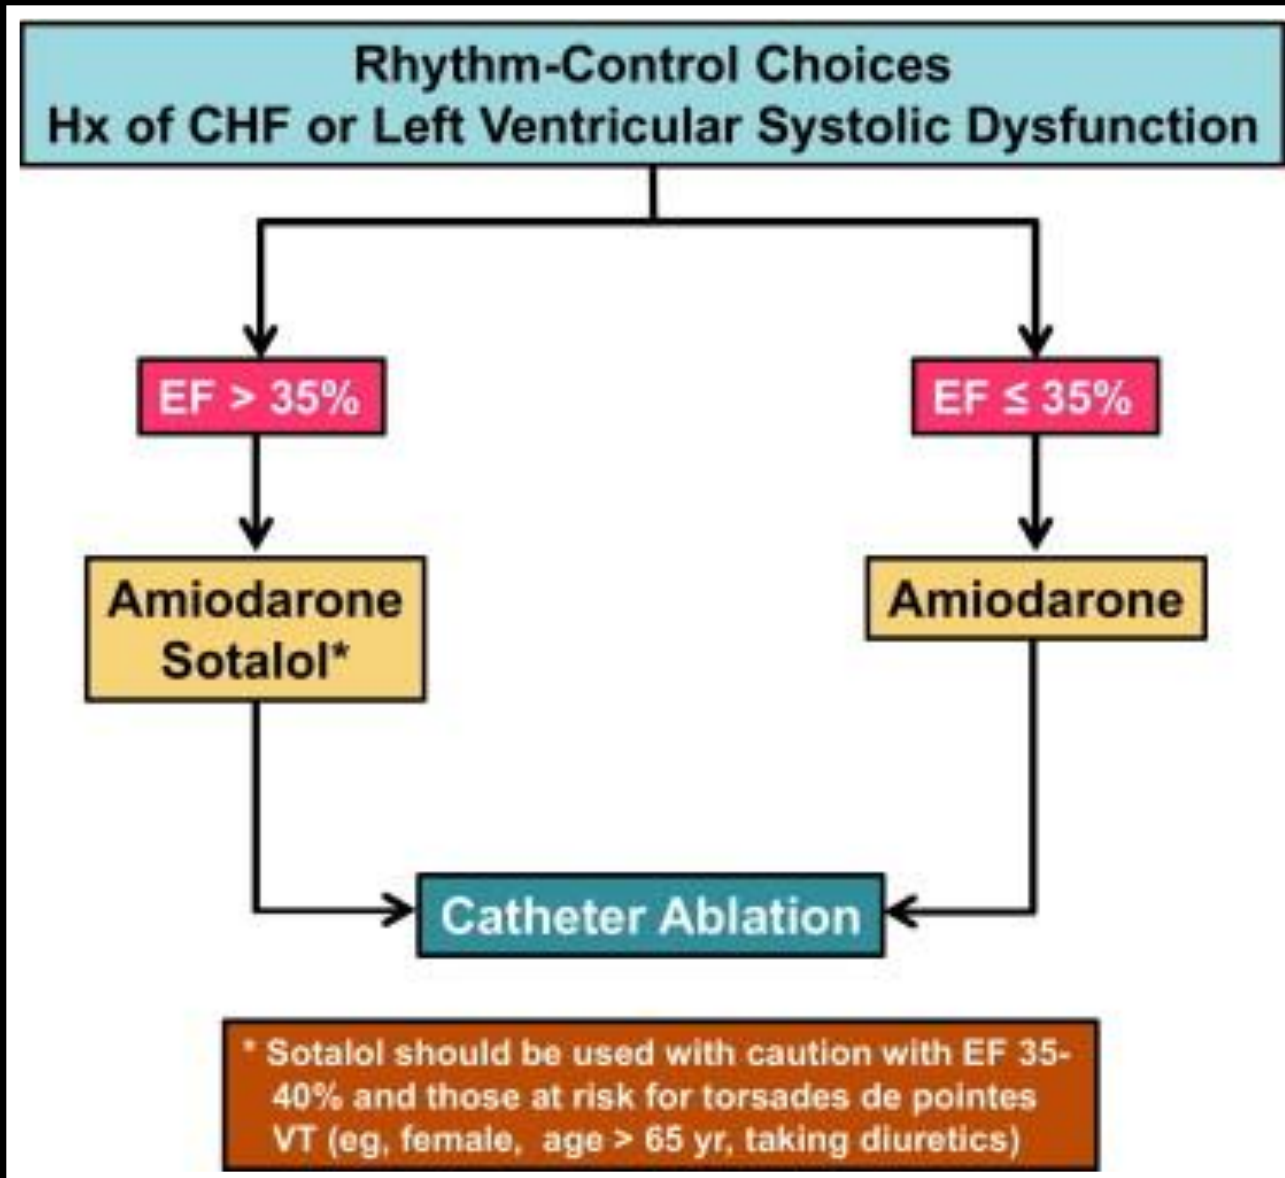 Rhythm-Control Choices
Hx of CHF or Left Ventricular Systolic Dysfunction
EF > 35%
EF ≤ 35%
Amiodarone
Sotalol*
Amiodarone
Catheter Ablation
* Sotalol should be used with caution with EF 35-
40% and those at risk for torsades de pointes
VT (eg, female, age > 65 yr, taking diuretics)